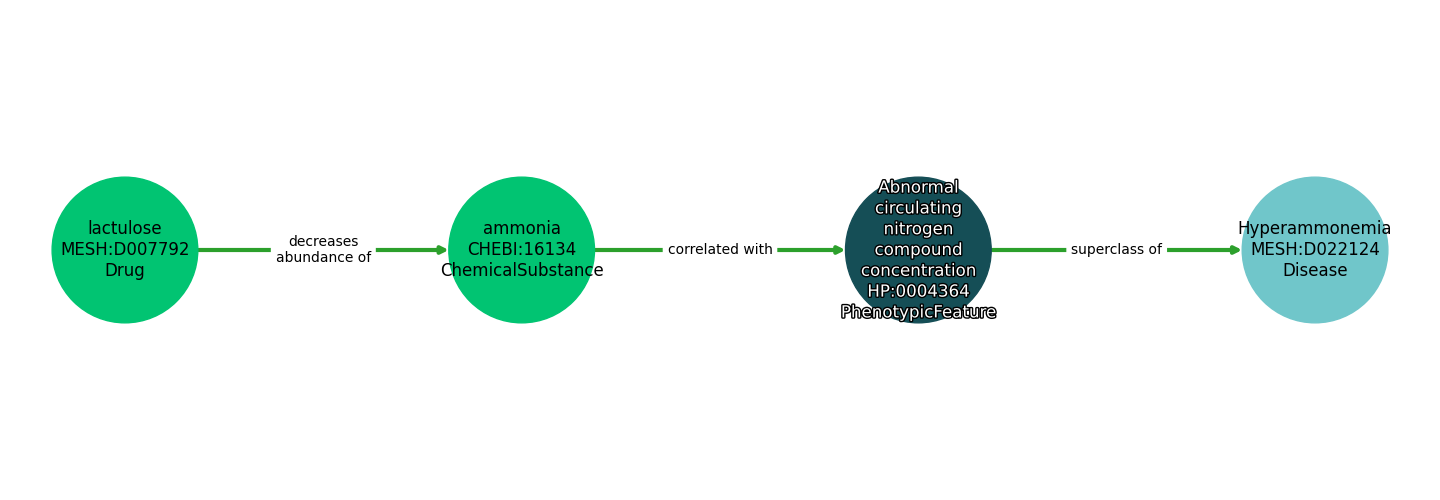 lactulose
MESH:D007792
Drug
decreases
abundance of
ammonia
CHEBI:16134
ChemicalSubstance
correlated with
Abnormal
circulating
nitrogen
compound
concentration
HP:0004364
PhenotypicFeature
superclass of
Hyperammonemia
MESH:D022124
Disease